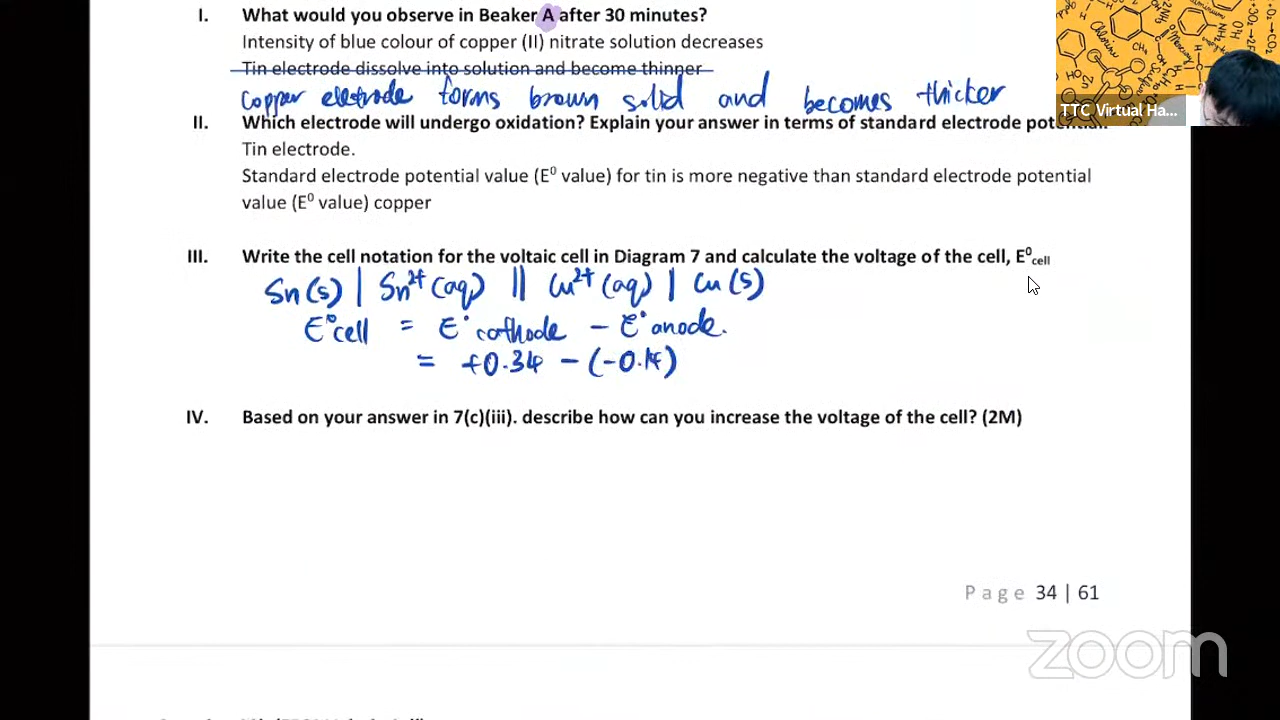 I. What would you observe in Beaker A after 30 minutes?
Intensity of blue colour of copper (II) nitrate solution decreases
Tin electrode dissolve into solution and become thinner
copper electrode forms brown solid and becomes thicker
II. Which electrode will undergo oxidation? Explain your answer in terms of standard electrode
Tin electrode.
Standard electrode potential value (E⁰ value) for tin is more negative than standard electrode potential
value (E⁰ value) copper
III. Write the cell notation for the voltaic cell in Diagram 7 and calculate the voltage of the cell, E⁰cell
Sn(s) | Sn²⁺(aq) || Cu²⁺(aq) | Cu(s)
E°cell = E°cathode - E°anode.
= +0.34 - (-0.14)
IV. Based on your answer in 7(c)(iii). describe how can you increase the voltage of the cell? (2M)
Page 34 | 61
zoom
TTC Virtual Ha...